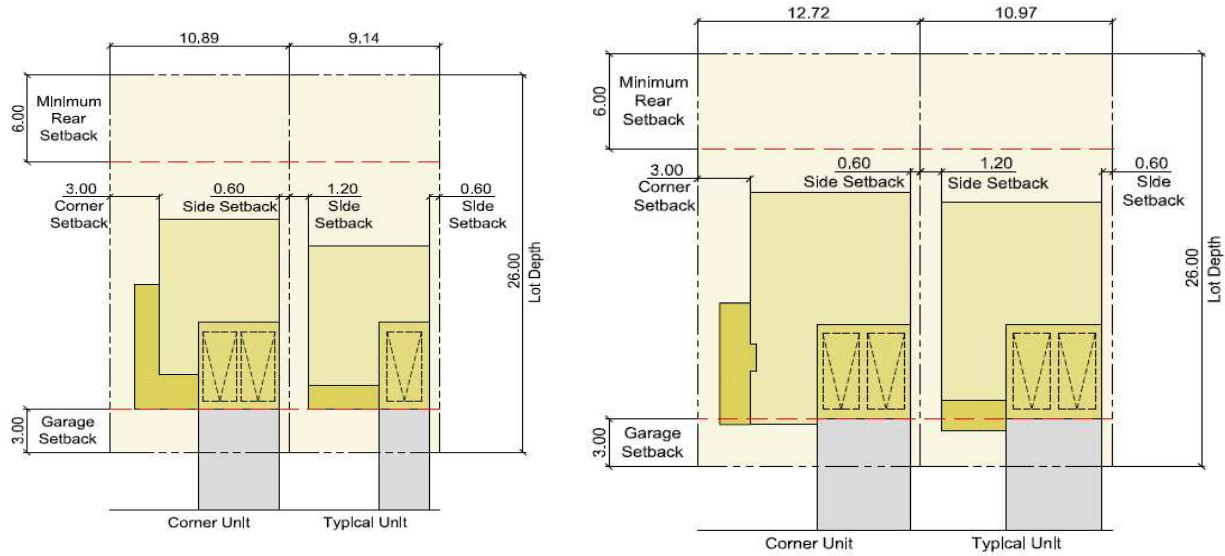 10.89
9.14
6.00
Minimum
Rear
Setback
3.00
Corner
Setback
0.60
Side Setback
1.20
Side
Setback
0.60
Side
Setback
26.00
Lot Depth
3.00
Garage
Setback
Corner Unit
Typical Unit
12.72
10.97
6.00
Minimum
Rear
Setback
3.00
Corner
Setback
0.60
Side Setback
1.20
Side Setback
0.60
Side
Setback
26.00
Lot Depth
3.00
Garage
Setback
Corner Unit
Typical Unit